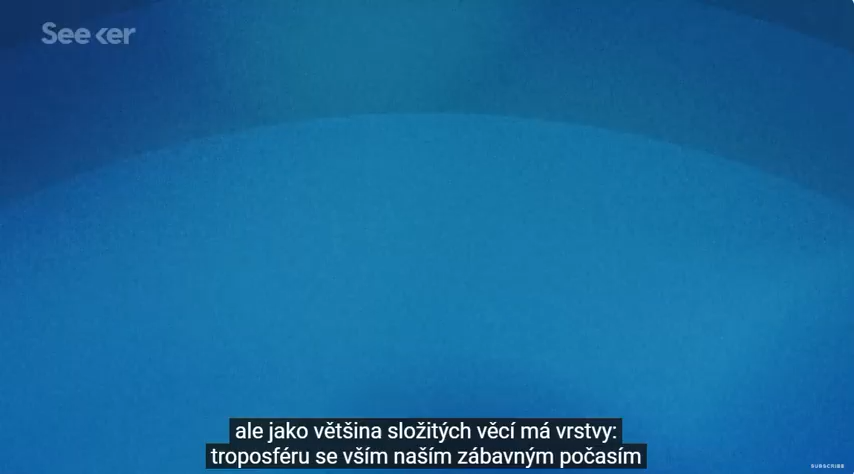 Seeker
ale jako většina složitých věcí má vrstvy:
troposféru se vším naším zábavným počasím
SUBSCRIBE